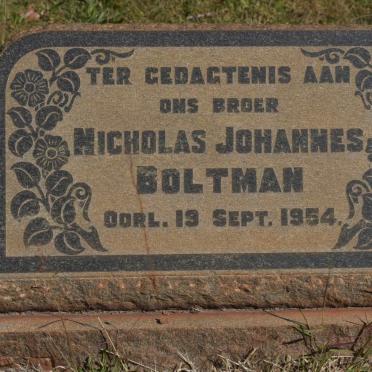 TER GEDAGTENIS AAN
ONS BROER
NICHOLAS JOHANNES
BOLTMAN
OORL. 19 SEPT. 1954.